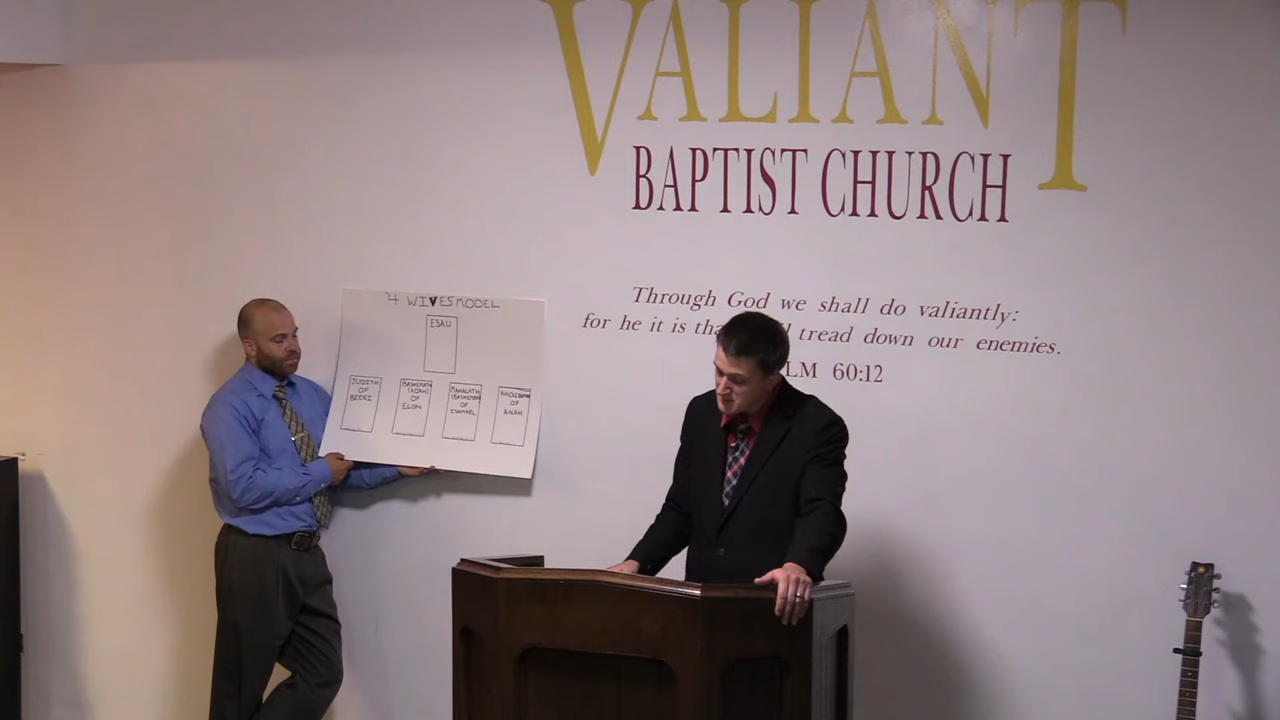 VALIANT
BAPTIST CHURCH
Through God we shall do valiantly:
for he it is tha ll tread down our enemies.
LM 60:12
4 WIVES MODEL
ESAU
JUDITH
OF
BEERI
BASHEMATH
(ADAH)
OF
ELON
MAHALATH
(BASHEMATH)
OF
ISHMAEL
OF
ANAH